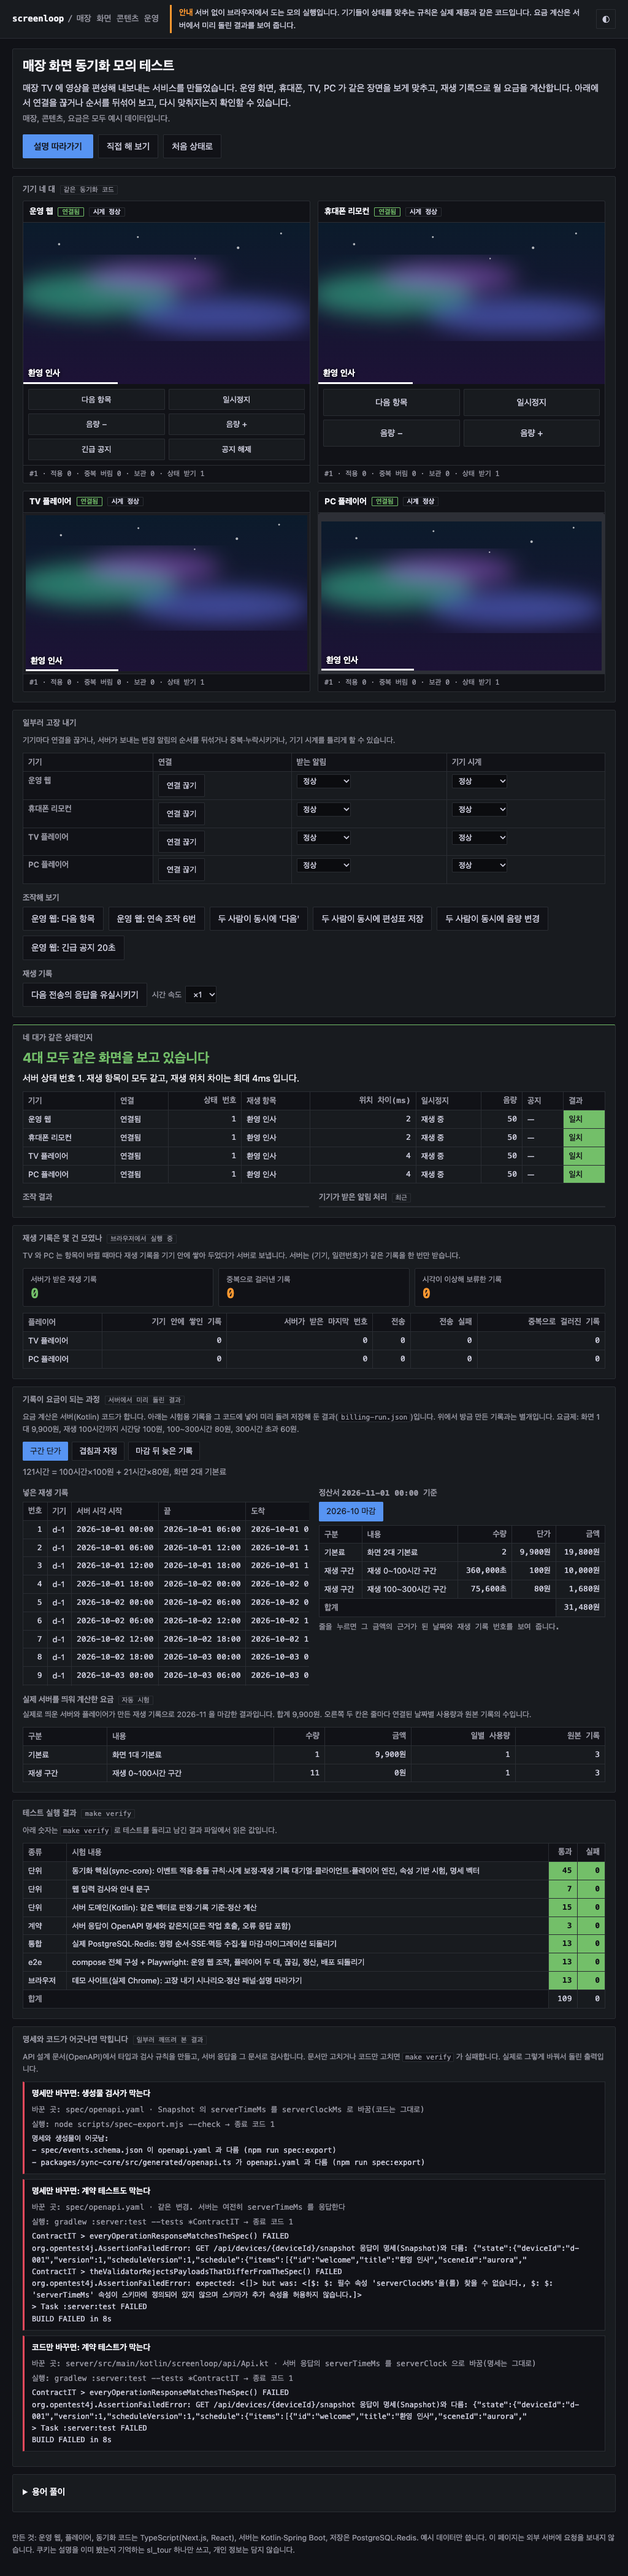 screenloop / 매장 화면 콘텐츠 운영
안내 서버 없이 브라우저에서 도는 모의 실행입니다. 기기들이 상태를 맞추는 규칙은 실제 제품과 같은 코드입니다. 요금 계산은 서
버에서 미리 돌린 결과를 보여 줍니다.
매장 화면 동기화 모의 테스트
매장 TV 에 영상을 편성해 내보내는 서비스를 만들었습니다. 운영 화면, 휴대폰, TV, PC 가 같은 장면을 보게 맞추고, 재생 기록으로 월 요금을 계산합니다. 아래에
서 연결을 끊거나 순서를 뒤섞어 보고, 다시 맞춰지는지 확인할 수 있습니다.
매장, 콘텐츠, 요금은 모두 예시 데이터입니다.
설명 따라가기 직접 해 보기 처음 상태로
기기 네 대 같은 동기화 코드
운영 웹 연결됨 시계 정상
환영 인사
다음 항목 일시정지
음량 − 음량 +
긴급 공지 공지 해제
#1 · 적용 0 · 중복 버림 0 · 보관 0 · 상태 받기 1
휴대폰 리모컨 연결됨 시계 정상
환영 인사
다음 항목 일시정지
음량 − 음량 +
#1 · 적용 0 · 중복 버림 0 · 보관 0 · 상태 받기 1
TV 플레이어 연결됨 시계 정상
환영 인사
#1 · 적용 0 · 중복 버림 0 · 보관 0 · 상태 받기 1
PC 플레이어 연결됨 시계 정상
환영 인사
#1 · 적용 0 · 중복 버림 0 · 보관 0 · 상태 받기 1
일부러 고장 내기
기기마다 연결을 끊거나, 서버가 보내는 변경 알림의 순서를 뒤섞거나 중복·누락시키거나, 기기 시계를 틀리게 할 수 있습니다.
기기 연결 받는 알림 기기 시계
운영 웹 연결 끊기 정상 정상
휴대폰 리모컨 연결 끊기 정상 정상
TV 플레이어 연결 끊기 정상 정상
PC 플레이어 연결 끊기 정상 정상
조작해 보기
운영 웹: 다음 항목 운영 웹: 연속 조작 6번 두 사람이 동시에 '다음' 두 사람이 동시에 편성표 저장 두 사람이 동시에 음량 변경
운영 웹: 긴급 공지 20초
재생 기록
다음 전송의 응답을 유실시키기 시간 속도 ×1
네 대가 같은 상태인지
4대 모두 같은 화면을 보고 있습니다
서버 상태 번호 1. 재생 항목이 모두 같고, 재생 위치 차이는 최대 4ms 입니다.
기기 연결 상태 번호 재생 항목 위치 차이(ms) 일시정지 음량 공지 결과
운영 웹 연결됨 1 환영 인사 2 재생 중 50 — 일치
휴대폰 리모컨 연결됨 1 환영 인사 2 재생 중 50 — 일치
TV 플레이어 연결됨 1 환영 인사 4 재생 중 50 — 일치
PC 플레이어 연결됨 1 환영 인사 4 재생 중 50 — 일치
조작 결과
기기가 받은 알림 처리 최근
재생 기록은 몇 건 모였나 브라우저에서 실행 중
TV 와 PC 는 항목이 바뀔 때마다 재생 기록을 기기 안에 쌓아 두었다가 서버로 보냅니다. 서버는 (기기, 일련번호)가 같은 기록을 한 번만 받습니다.
서버가 받은 재생 기록
0
중복으로 걸러낸 기록
0
시각이 이상해 보류한 기록
0
플레이어 기기 안에 쌓인 기록 서버가 받은 마지막 번호 전송 전송 실패 중복으로 걸러진 기록
TV 플레이어 0 0 0 0 0
PC 플레이어 0 0 0 0 0
기록이 요금이 되는 과정 서버에서 미리 돌린 결과
요금 계산은 서버(Kotlin) 코드가 합니다. 아래는 시험용 기록을 그 코드에 넣어 미리 돌려 저장해 둔 결과( billing-run.json )입니다. 위에서 방금 만든 기록과는 별개입니다. 요금제: 화면 1
대 9,900원, 재생 100시간까지 시간당 100원, 100~300시간 80원, 300시간 초과 60원.
구간 단가 겹침과 자정 마감 뒤 늦은 기록
121시간 = 100시간×100원 + 21시간×80원, 화면 2대 기본료
넣은 재생 기록
번호 기기 서버 시각 시작 끝 도착
1 d-1 2026-10-01 00:00 2026-10-01 06:00 2026-10-01 0
2 d-1 2026-10-01 06:00 2026-10-01 12:00 2026-10-01 1
3 d-1 2026-10-01 12:00 2026-10-01 18:00 2026-10-01 1
4 d-1 2026-10-01 18:00 2026-10-02 00:00 2026-10-02 0
5 d-1 2026-10-02 00:00 2026-10-02 06:00 2026-10-02 0
6 d-1 2026-10-02 06:00 2026-10-02 12:00 2026-10-02 1
7 d-1 2026-10-02 12:00 2026-10-02 18:00 2026-10-02 1
8 d-1 2026-10-02 18:00 2026-10-03 00:00 2026-10-03 0
9 d-1 2026-10-03 00:00 2026-10-03 06:00 2026-10-03 0
정산서 2026-11-01 00:00 기준
2026-10 마감
구분 내용 수량 단가 금액
기본료 화면 2대 기본료 2 9,900원 19,800원
재생 구간 재생 0~100시간 구간 360,000초 100원 10,000원
재생 구간 재생 100~300시간 구간 75,600초 80원 1,680원
합계 31,480원
줄을 누르면 그 금액의 근거가 된 날짜와 재생 기록 번호를 보여 줍니다.
실제 서버를 띄워 계산한 요금 자동 시험
실제로 띄운 서버와 플레이어가 만든 재생 기록으로 2026-11 을 마감한 결과입니다. 합계 9,900원. 오른쪽 두 칸은 줄마다 연결된 날짜별 사용량과 원본 기록의 수입니다.
구분 내용 수량 금액 일별 사용량 원본 기록
기본료 화면 1대 기본료 1 9,900원 1 3
재생 구간 재생 0~100시간 구간 11 0원 1 3
테스트 실행 결과 make verify
아래 숫자는 make verify 로 테스트를 돌리고 남긴 결과 파일에서 읽은 값입니다.
종류 시험 내용 통과 실패
단위 동기화 핵심(sync-core): 이벤트 적용·충돌 규칙·시계 보정·재생 기록 대기열·클라이언트·플레이어 엔진, 속성 기반 시험, 명세 벡터 45 0
단위 웹 입력 검사와 안내 문구 7 0
단위 서버 도메인(Kotlin): 같은 벡터로 판정·기록 기준·정산 계산 15 0
계약 서버 응답이 OpenAPI 명세와 같은지(모든 작업 호출, 오류 응답 포함) 3 0
통합 실제 PostgreSQL·Redis: 명령 순서·SSE·멱등 수집·월 마감·마이그레이션 되돌리기 13 0
e2e compose 전체 구성 + Playwright: 운영 웹 조작, 플레이어 두 대, 끊김, 정산, 배포 되돌리기 13 0
브라우저 데모 사이트(실제 Chrome): 고장 내기 시나리오·정산 패널·설명 따라가기 13 0
합계 109 0
명세와 코드가 어긋나면 막힙니다 일부러 깨뜨려 본 결과
API 설계 문서(OpenAPI)에서 타입과 검사 규칙을 만들고, 서버 응답을 그 문서로 검사합니다. 문서만 고치거나 코드만 고치면 make verify 가 실패합니다. 실제로 그렇게 바꿔서 돌린 출력입니
다.
명세만 바꾸면: 생성물 검사가 막는다
바꾼 곳: spec/openapi.yaml · Snapshot 의 serverTimeMs 를 serverClockMs 로 바꿈(코드는 그대로)
실행: node scripts/spec-export.mjs --check → 종료 코드 1
명세와 생성물이 어긋남:
- spec/events.schema.json 이 openapi.yaml 과 다름 (npm run spec:export)
- packages/sync-core/src/generated/openapi.ts 가 openapi.yaml 과 다름 (npm run spec:export)
명세만 바꾸면: 계약 테스트도 막는다
바꾼 곳: spec/openapi.yaml · 같은 변경. 서버는 여전히 serverTimeMs 를 응답한다
실행: gradlew :server:test --tests *ContractIT → 종료 코드 1
ContractIT > everyOperationResponseMatchesTheSpec() FAILED
org.opentest4j.AssertionFailedError: GET /api/devices/{deviceId}/snapshot 응답이 명세(Snapshot)와 다름: {"state":{"deviceId":"d-
001","version":1,"scheduleVersion":1,"schedule":{"items":[{"id":"welcome","title":"환영 인사","sceneId":"aurora","
ContractIT > theValidatorRejectsPayloadsThatDifferFromTheSpec() FAILED
org.opentest4j.AssertionFailedError: expected: <[]> but was: <[$: $: 필수 속성 'serverClockMs'을(를) 찾을 수 없습니다., $: $:
'serverTimeMs' 속성이 스키마에 정의되어 있지 않으며 스키마가 추가 속성을 허용하지 않습니다.]>
> Task :server:test FAILED
BUILD FAILED in 8s
코드만 바꾸면: 계약 테스트가 막는다
바꾼 곳: server/src/main/kotlin/screenloop/api/Api.kt · 서버 응답의 serverTimeMs 를 serverClock 으로 바꿈(명세는 그대로)
실행: gradlew :server:test --tests *ContractIT → 종료 코드 1
ContractIT > everyOperationResponseMatchesTheSpec() FAILED
org.opentest4j.AssertionFailedError: GET /api/devices/{deviceId}/snapshot 응답이 명세(Snapshot)와 다름: {"state":{"deviceId":"d-
001","version":1,"scheduleVersion":1,"schedule":{"items":[{"id":"welcome","title":"환영 인사","sceneId":"aurora","
> Task :server:test FAILED
BUILD FAILED in 8s
▶ 용어 풀이
만든 것: 운영 웹, 플레이어, 동기화 코드는 TypeScript(Next.js, React), 서버는 Kotlin·Spring Boot, 저장은 PostgreSQL·Redis. 예시 데이터만 씁니다. 이 페이지는 외부 서버에 요청을 보내지 않
습니다. 쿠키는 설명을 이미 봤는지 기억하는 sl_tour 하나만 쓰고, 개인 정보는 담지 않습니다.